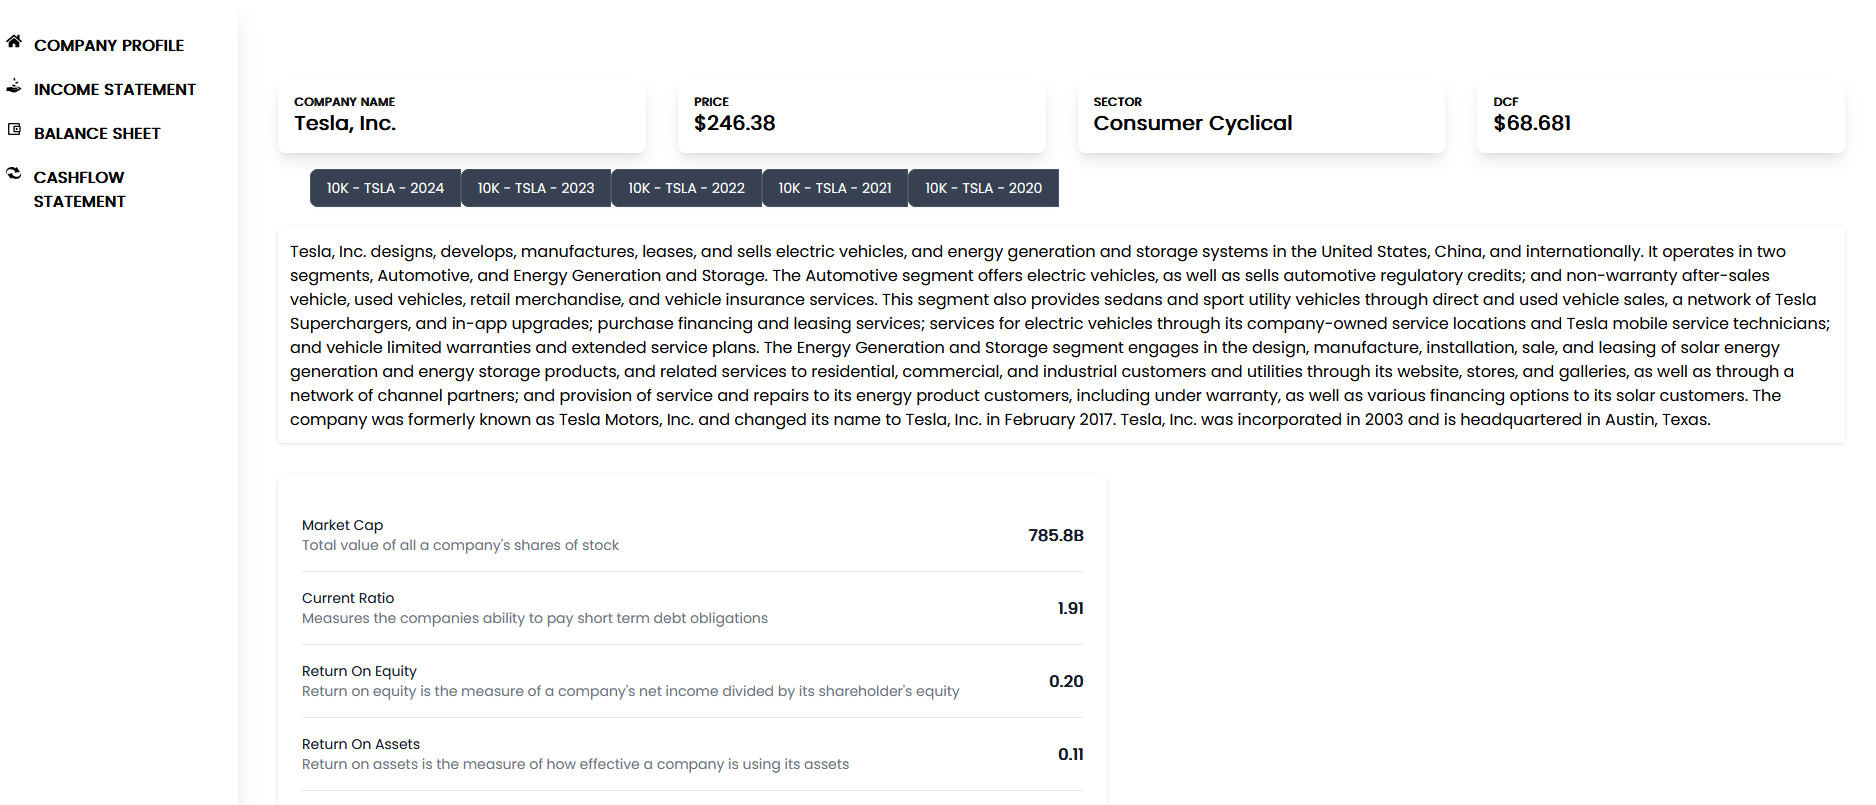 COMPANY PROFILE
INCOME STATEMENT
BALANCE SHEET
CASHFLOW
STATEMENT
COMPANY NAME
Tesla, Inc.
PRICE
$246.38
SECTOR
Consumer Cyclical
DCF
$68.681
10K - TSLA - 2024
10K - TSLA - 2023
10K - TSLA - 2022
10K - TSLA - 2021
10K - TSLA - 2020
Tesla, Inc. designs, develops, manufactures, leases, and sells electric vehicles, and energy generation and storage systems in the United States, China, and internationally. It operates in two
segments, Automotive, and Energy Generation and Storage. The Automotive segment offers electric vehicles, as well as sells automotive regulatory credits; and non-warranty after-sales
vehicle, used vehicles, retail merchandise, and vehicle insurance services. This segment also provides sedans and sport utility vehicles through direct and used vehicle sales, a network of Tesla
Superchargers, and in-app upgrades; purchase financing and leasing services; services for electric vehicles through its company-owned service locations and Tesla mobile service technicians;
and vehicle limited warranties and extended service plans. The Energy Generation and Storage segment engages in the design, manufacture, installation, sale, and leasing of solar energy
generation and energy storage products, and related services to residential, commercial, and industrial customers and utilities through its website, stores, and galleries, as well as through a
network of channel partners; and provision of service and repairs to its energy product customers, including under warranty, as well as various financing options to its solar customers. The
company was formerly known as Tesla Motors, Inc. and changed its name to Tesla, Inc. in February 2017. Tesla, Inc. was incorporated in 2003 and is headquartered in Austin, Texas.
Market Cap
Total value of all a company's shares of stock
785.8B
Current Ratio
Measures the companies ability to pay short term debt obligations
1.91
Return On Equity
Return on equity is the measure of a company's net income divided by its shareholder's equity
0.20
Return On Assets
Return on assets is the measure of how effective a company is using its assets
0.11